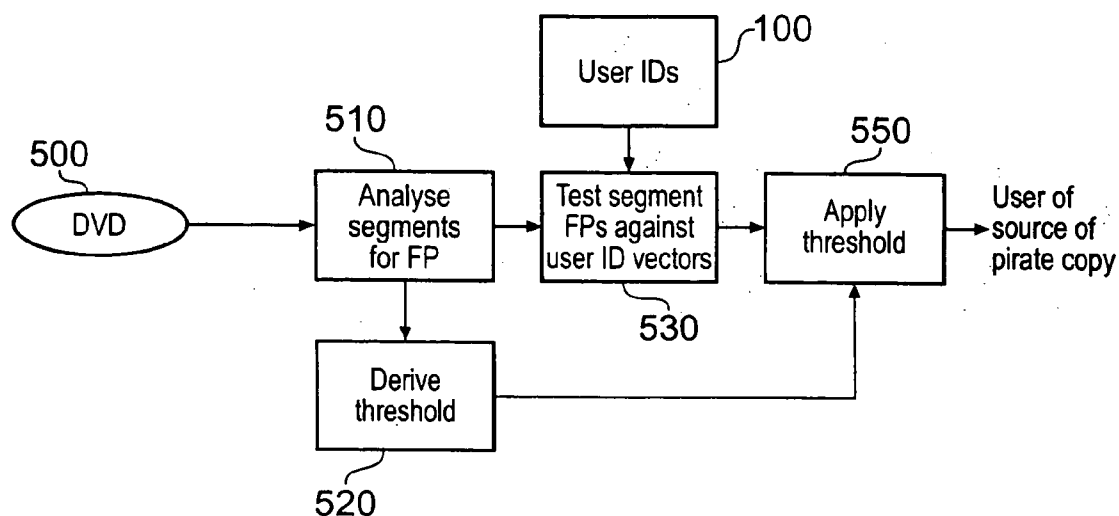 100
User IDs
510
550
500
DVD
Analyse
segments
for FP
Test segment
FPs against
user ID vectors
Apply
threshold
User of
source of
pirate copy
530
Derive
threshold
520